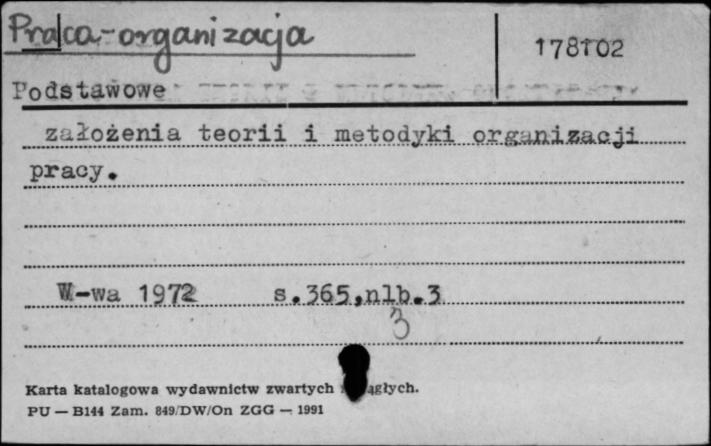 Praca-organizacja
178102
Podstawowe
założenia teorii i metodyki organizacji
pracy.
W-wa 1972 s.365,nlb.3
3
Karta katalogowa wydawnictw zwartych
PU — B144 Zam. 849/DW/On ZGG — 1991